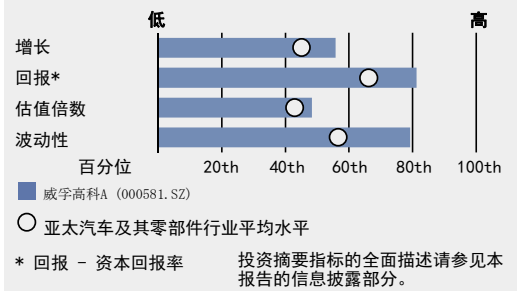 低 高
增长
回报*
估值倍数
波动性
百分位 20th 40th 60th 80th 100th
威孚高科A (000581.SZ)
亚太汽车及其零部件行业平均水平
* 回报 - 资本回报率 投资摘要指标的全面描述请参见本
报告的信息披露部分。